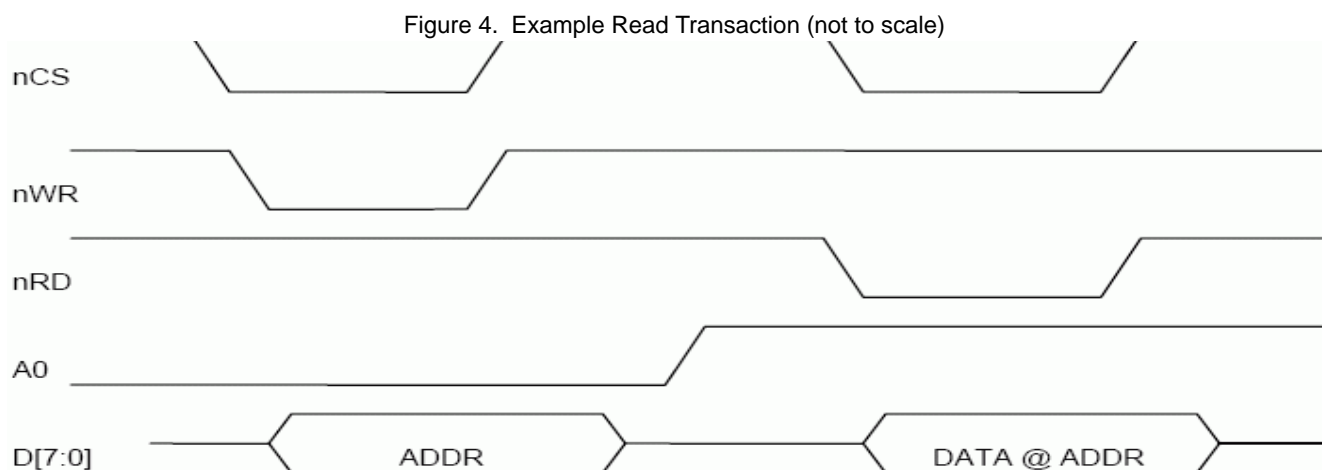 Figure 4. Example Read Transaction (not to scale)
nCS
nWR
nRD
A0
D[7:0]
ADDR
DATA @ ADDR